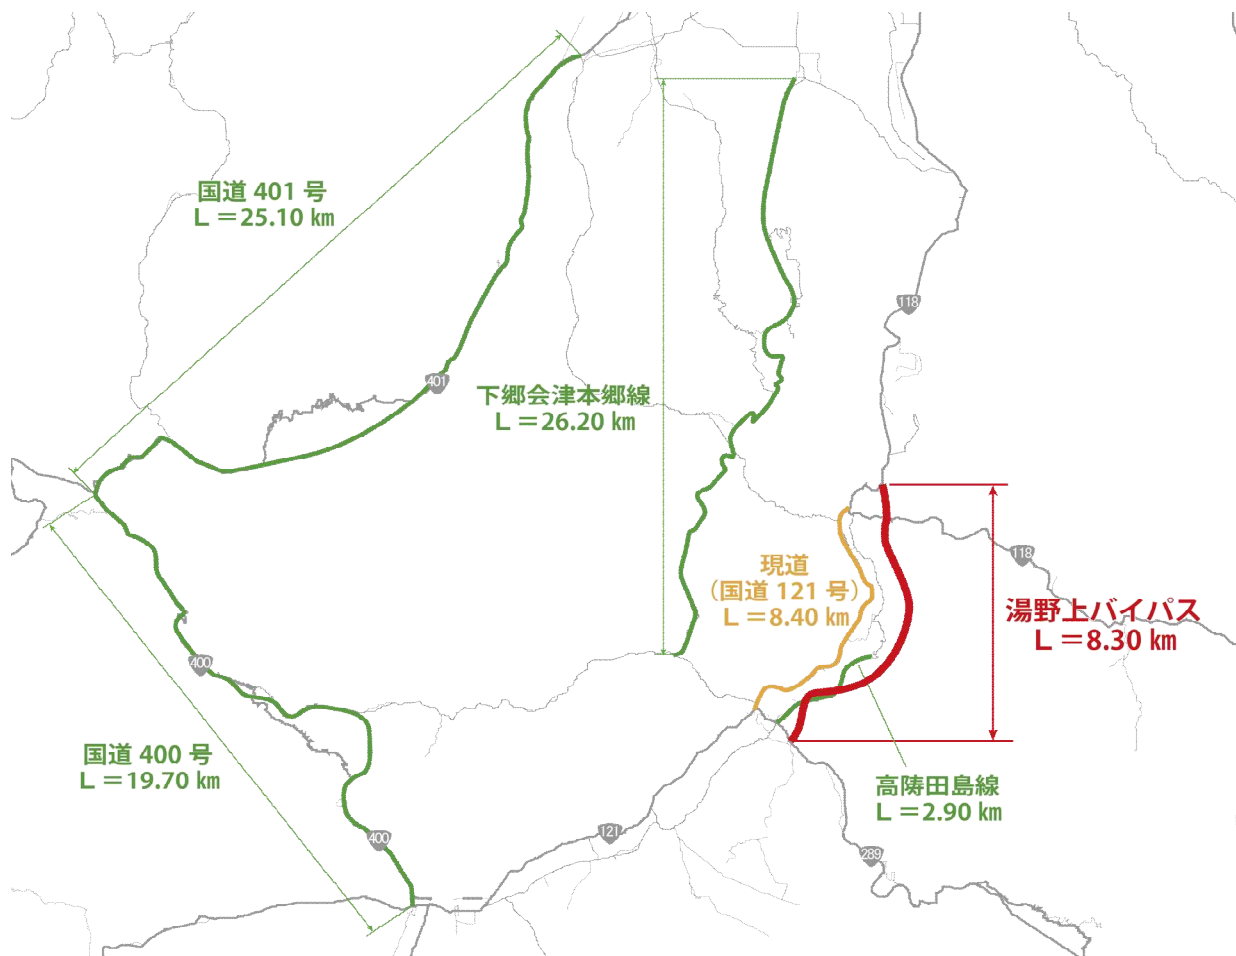 国道 401 号
L＝25.10 ㎞
118
401
下郷会津本郷線
L＝26.20 ㎞
118
現道
（国道 121 号）
L＝8.40 ㎞
湯野上バイパス
L＝8.30 ㎞
400
国道 400 号
L＝19.70 ㎞
高陦田島線
L＝2.90 ㎞
121
400
289